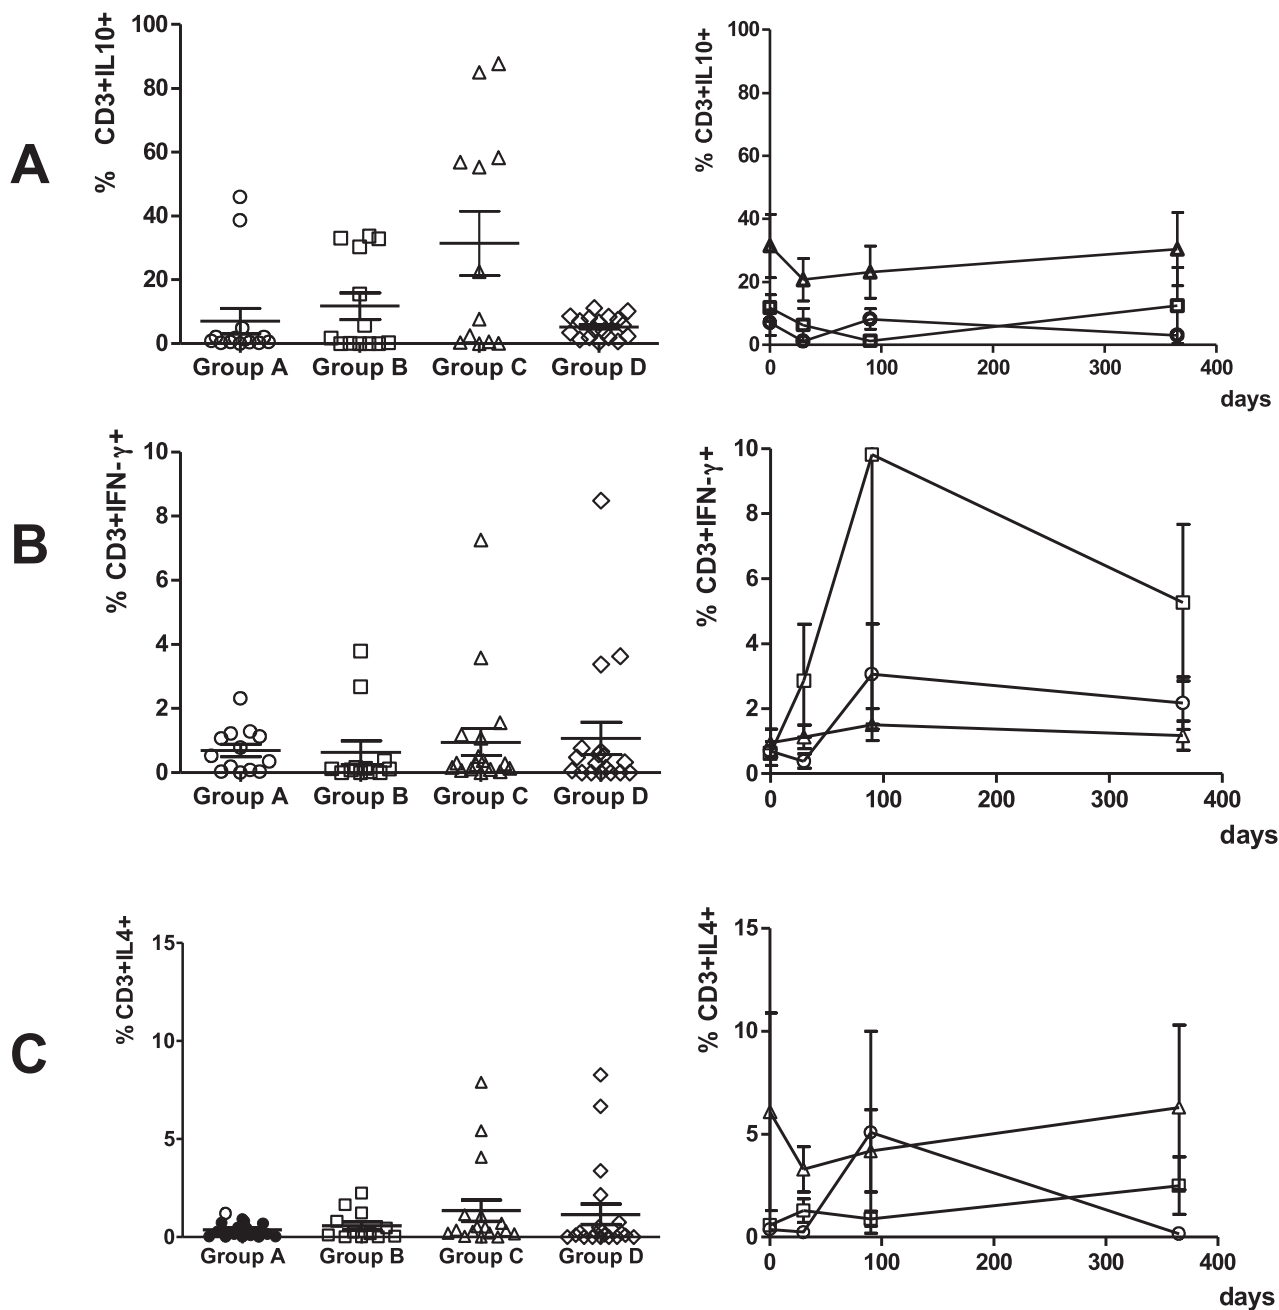 A
% CD3+IL10+
100
80
60
40
20
0
Group A Group B Group C Group D
% CD3+IL10+
100
80
60
40
20
0
0 100 200 300 400
days
B
% CD3+IFN-γ+
10
8
6
4
2
0
Group A Group B Group C Group D
% CD3+IFN-γ+
10
8
6
4
2
0
0 100 200 300 400
days
C
% CD3+IL4+
15
10
5
0
Group A Group B Group C Group D
% CD3+IL4+
15
10
5
0
0 100 200 300 400
days